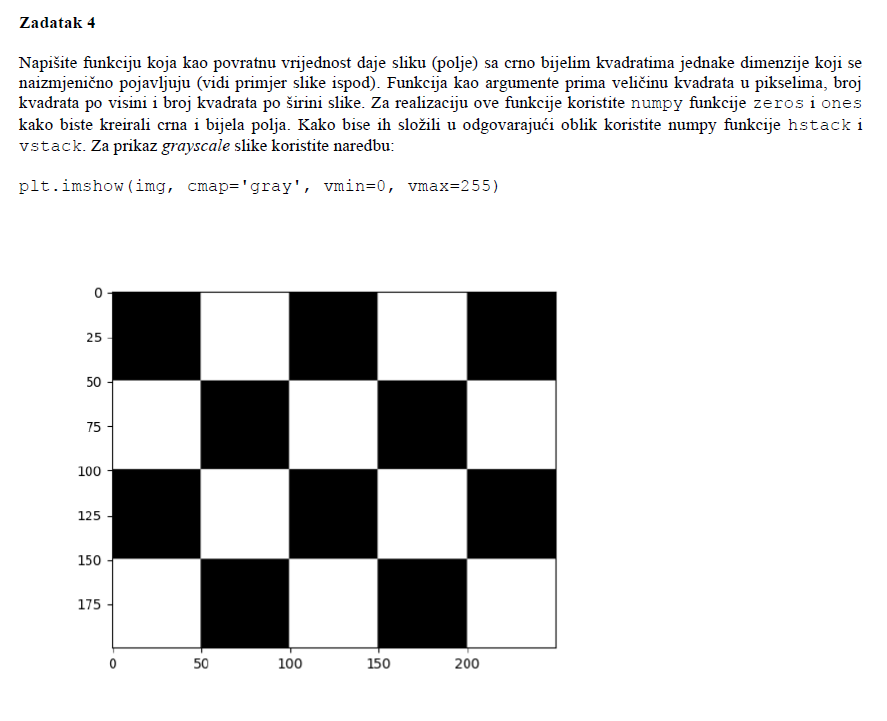 Zadatak 4
Napišite funkciju koja kao povratnu vrijednost daje sliku (polje) sa crno bijelim kvadratima jednake dimenzije koji se
naizmjenično pojavljuju (vidi primjer slike ispod). Funkcija kao argumente prima veličinu kvadrata u pikselima, broj
kvadrata po visini i broj kvadrata po širini slike. Za realizaciju ove funkcije koristite numpy funkcije zeros i ones
kako biste kreirali crna i bijela polja. Kako bise ih složili u odgovarajući oblik koristite numpy funkcije hstack i
vstack. Za prikaz grayscale slike koristite naredbu:
plt.imshow(img, cmap='gray', vmin=0, vmax=255)
0
25
50
75
100
125
150
175
0 50 100 150 200